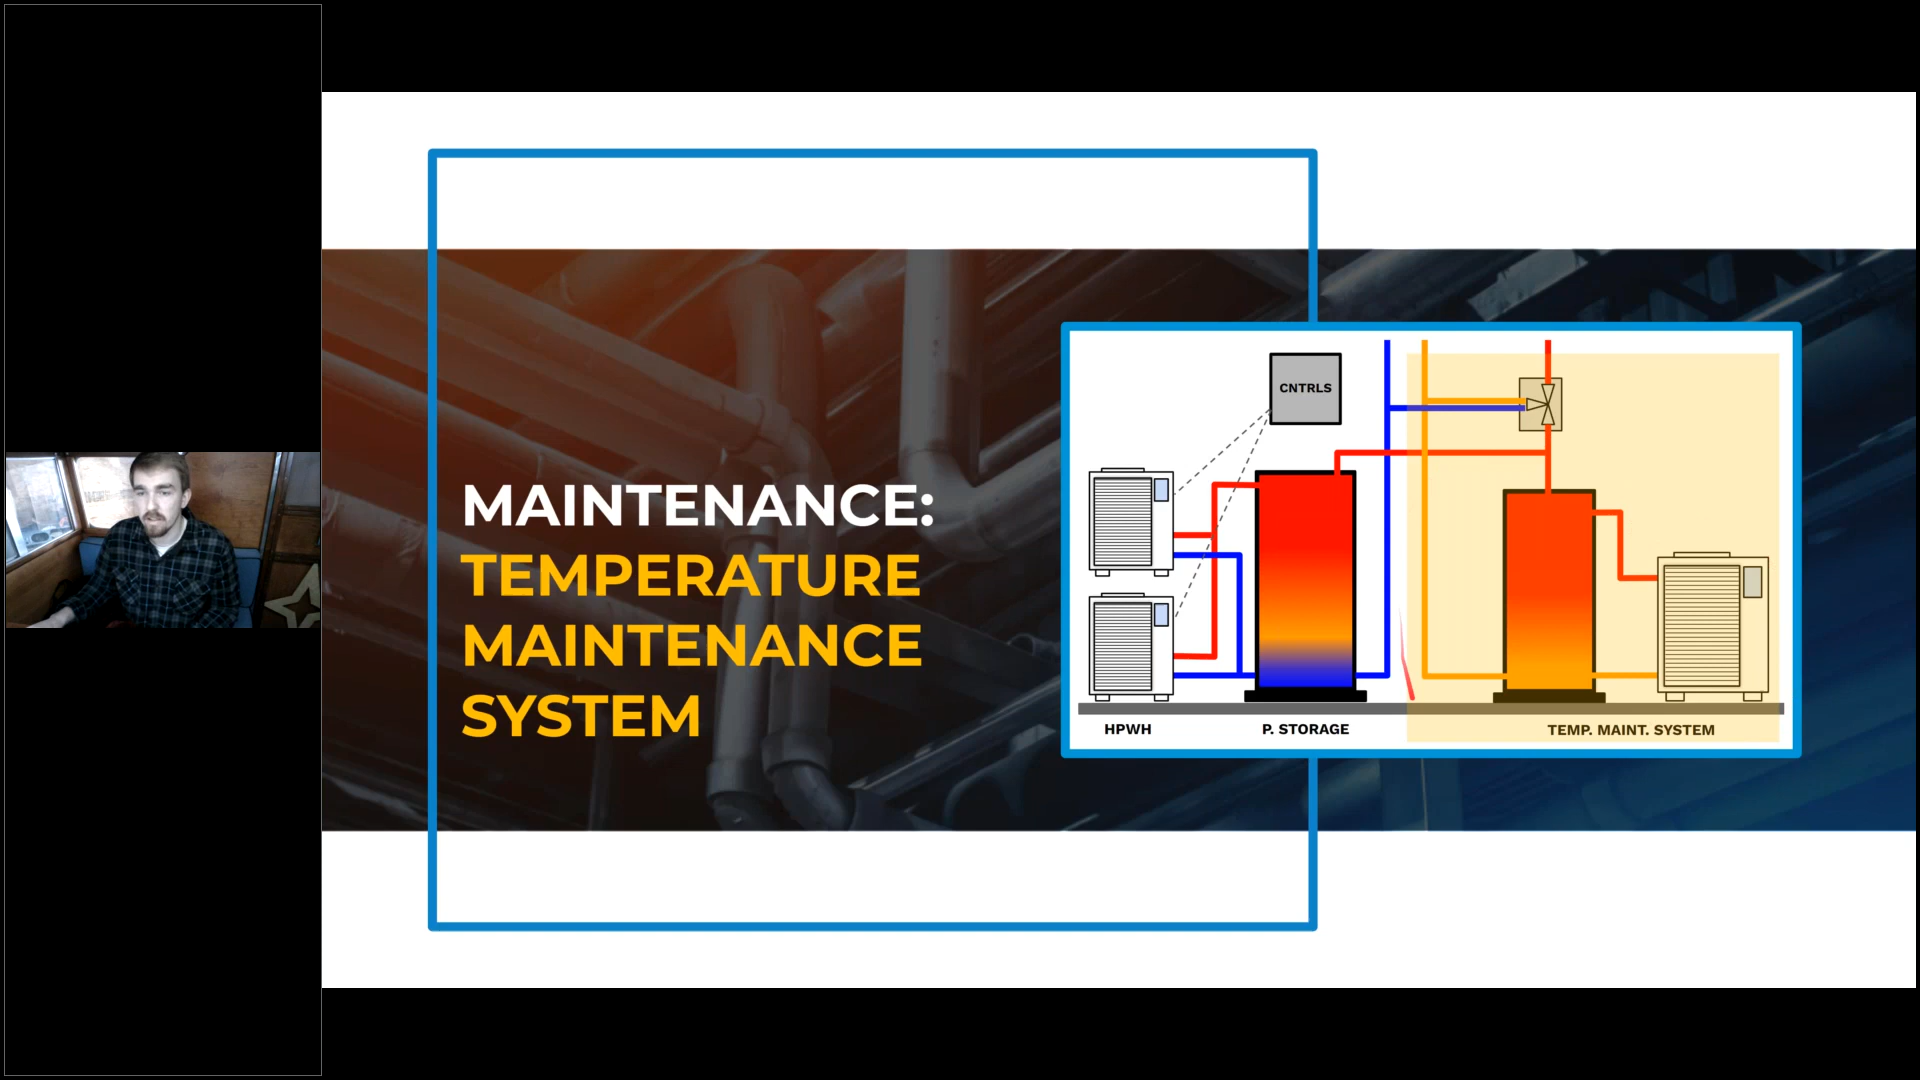 MAINTENANCE:
TEMPERATURE
MAINTENANCE
SYSTEM
CNTRLS
HPWH
P. STORAGE
TEMP. MAINT. SYSTEM